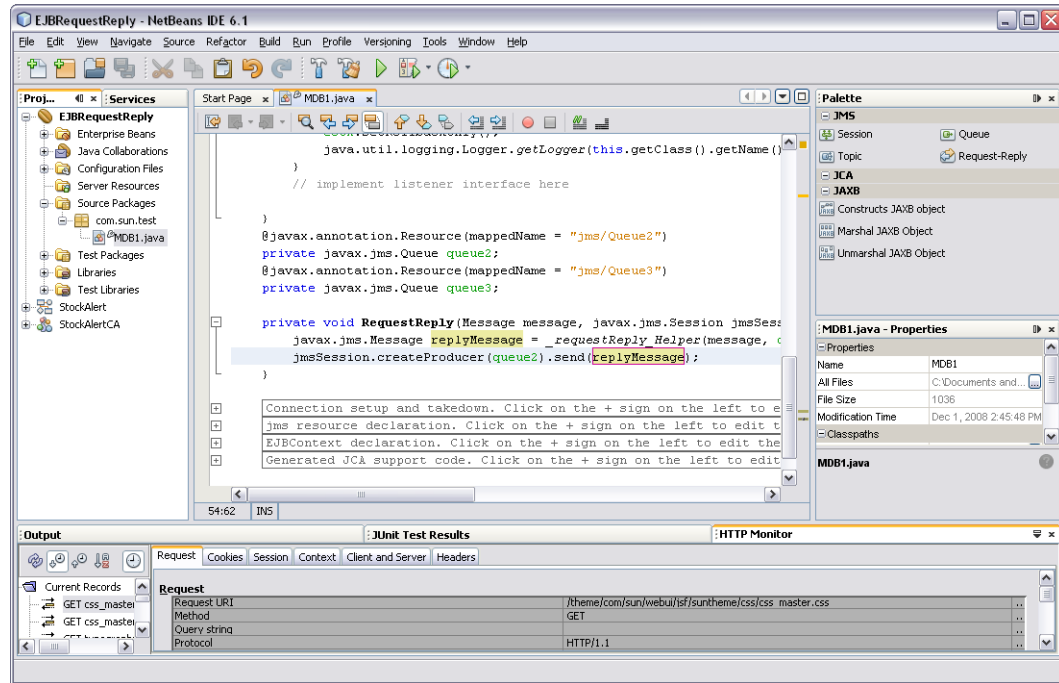 EJBRequestReply - NetBeans IDE 6.1
File Edit View Navigate Source Refactor Build Run Profile Versioning Tools Window Help
Proj... Services
EJBRequestReply
Enterprise Beans
Java Collaborations
Configuration Files
Server Resources
Source Packages
com.sun.test
MDB1.java
Test Packages
Libraries
Test Libraries
StockAlert
StockAlertCA
Start Page MDB1.java
java.util.logging.Logger.getLogger(this.getClass().getName()
}
// implement listener interface here
}
@javax.annotation.Resource(mappedName = "jms/Queue2")
private javax.jms.Queue queue2;
@javax.annotation.Resource(mappedName = "jms/Queue3")
private javax.jms.Queue queue3;
private void RequestReply(Message message, javax.jms.Session jmsSess
javax.jms.Message replyMessage = _requestReply_Helper(message, 
jmsSession.createProducer(queue2).send(replyMessage);
}
Connection setup and takedown. Click on the + sign on the left to e
jms resource declaration. Click on the + sign on the left to edit t
EJBContext declaration. Click on the + sign on the left to edit the
Generated JCA support code. Click on the + sign on the left to edit
54:62 INS
Palette
JMS
Session Queue
Topic Request-Reply
JCA
JAXB
Constructs JAXB object
Marshal JAXB Object
Unmarshal JAXB Object
MDB1.java - Properties
Properties
Name MDB1
All Files C:\Documents and... ...
File Size 1036
Modification Time Dec 1, 2008 2:45:48 PM
Classpaths
MDB1.java
Output JUnit Test Results HTTP Monitor
Current Records
GET css_master
GET css_master
Request Cookies Session Context Client and Server Headers
Request
Request URI /theme/com/sun/webui/jsf/suntheme/css/css_master.css ..
Method GET ..
Query string ..
Protocol HTTP/1.1 ..